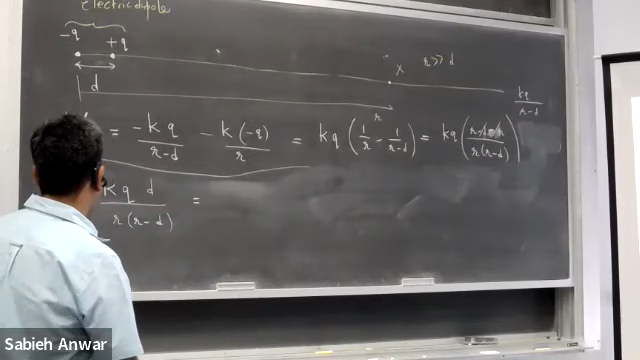 electric dipole
-q +q
d
x r >> d
r
kq / r-d
= -kq / r-d - k(-q) / r = kq (1/r - 1/r-d) = kq (r-d-r / r(r-d))
kq d / r(r-d) =
Sabieh Anwar